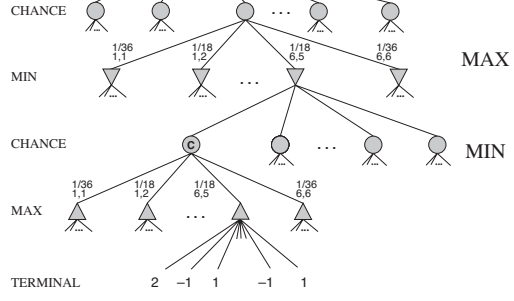 CHANCE
...
... ... ... ... ...
1/36 1/18 1/18 1/36
1,1 1,2 6,5 6,6
MAX
MIN
...
... ... ...
CHANCE
C
...
MIN
... ... ...
1/36 1/18 1/18 1/36
1,1 1,2 6,5 6,6
MAX
...
... ... ...
TERMINAL 2 –1 1 –1 1